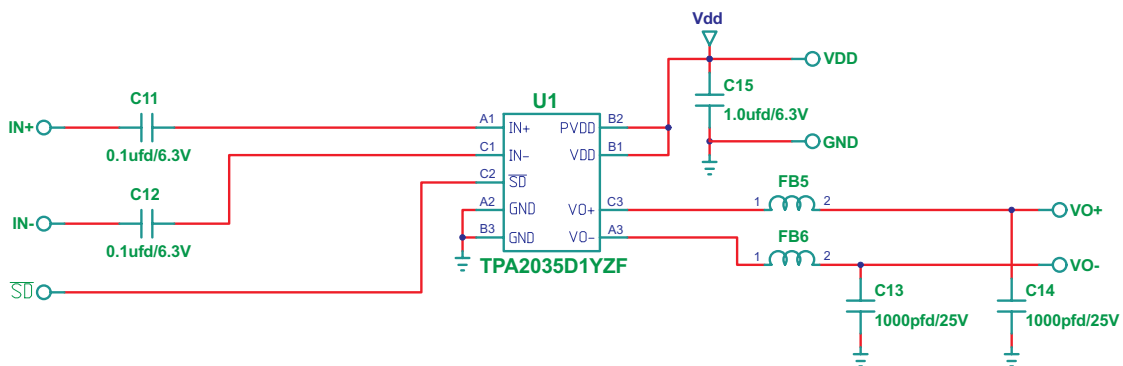 Vdd
VDD
C15
1.0ufd/6.3V
GND
C11
IN+
0.1ufd/6.3V
C12
IN-
0.1ufd/6.3V
SD
U1
A1 IN+ PVDD B2
C1 IN- VDD B1
C2 SD
A2 GND VO+ C3
B3 GND VO- A3
TPA2035D1YZF
FB5
1 2
VO+
FB6
1 2
VO-
C13
1000pfd/25V
C14
1000pfd/25V